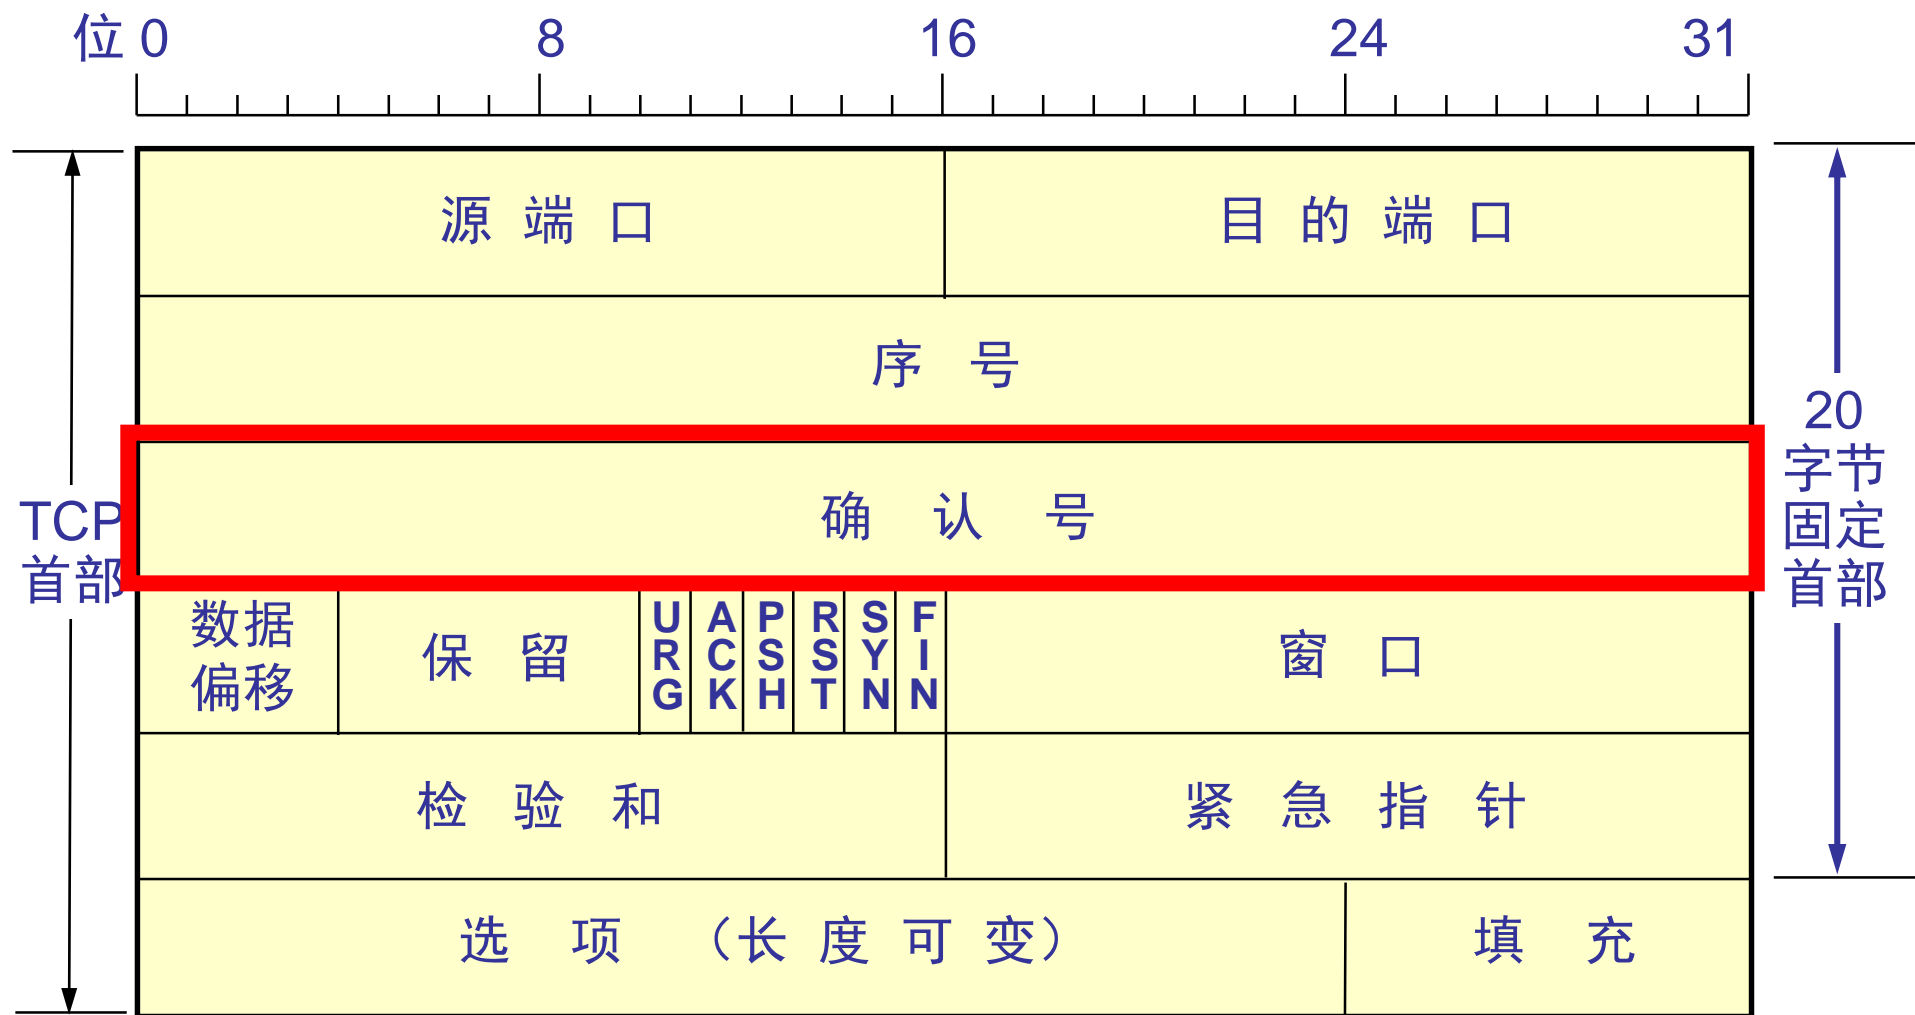 位 0 8 16 24 31
源端口 目的端口
序号
确认号
TCP
首部
20
字节
固定
首部
数据
偏移
保留
URG
ACK
PSH
RST
SYN
FIN
窗口
检验和 紧急指针
选项（长度可变） 填充